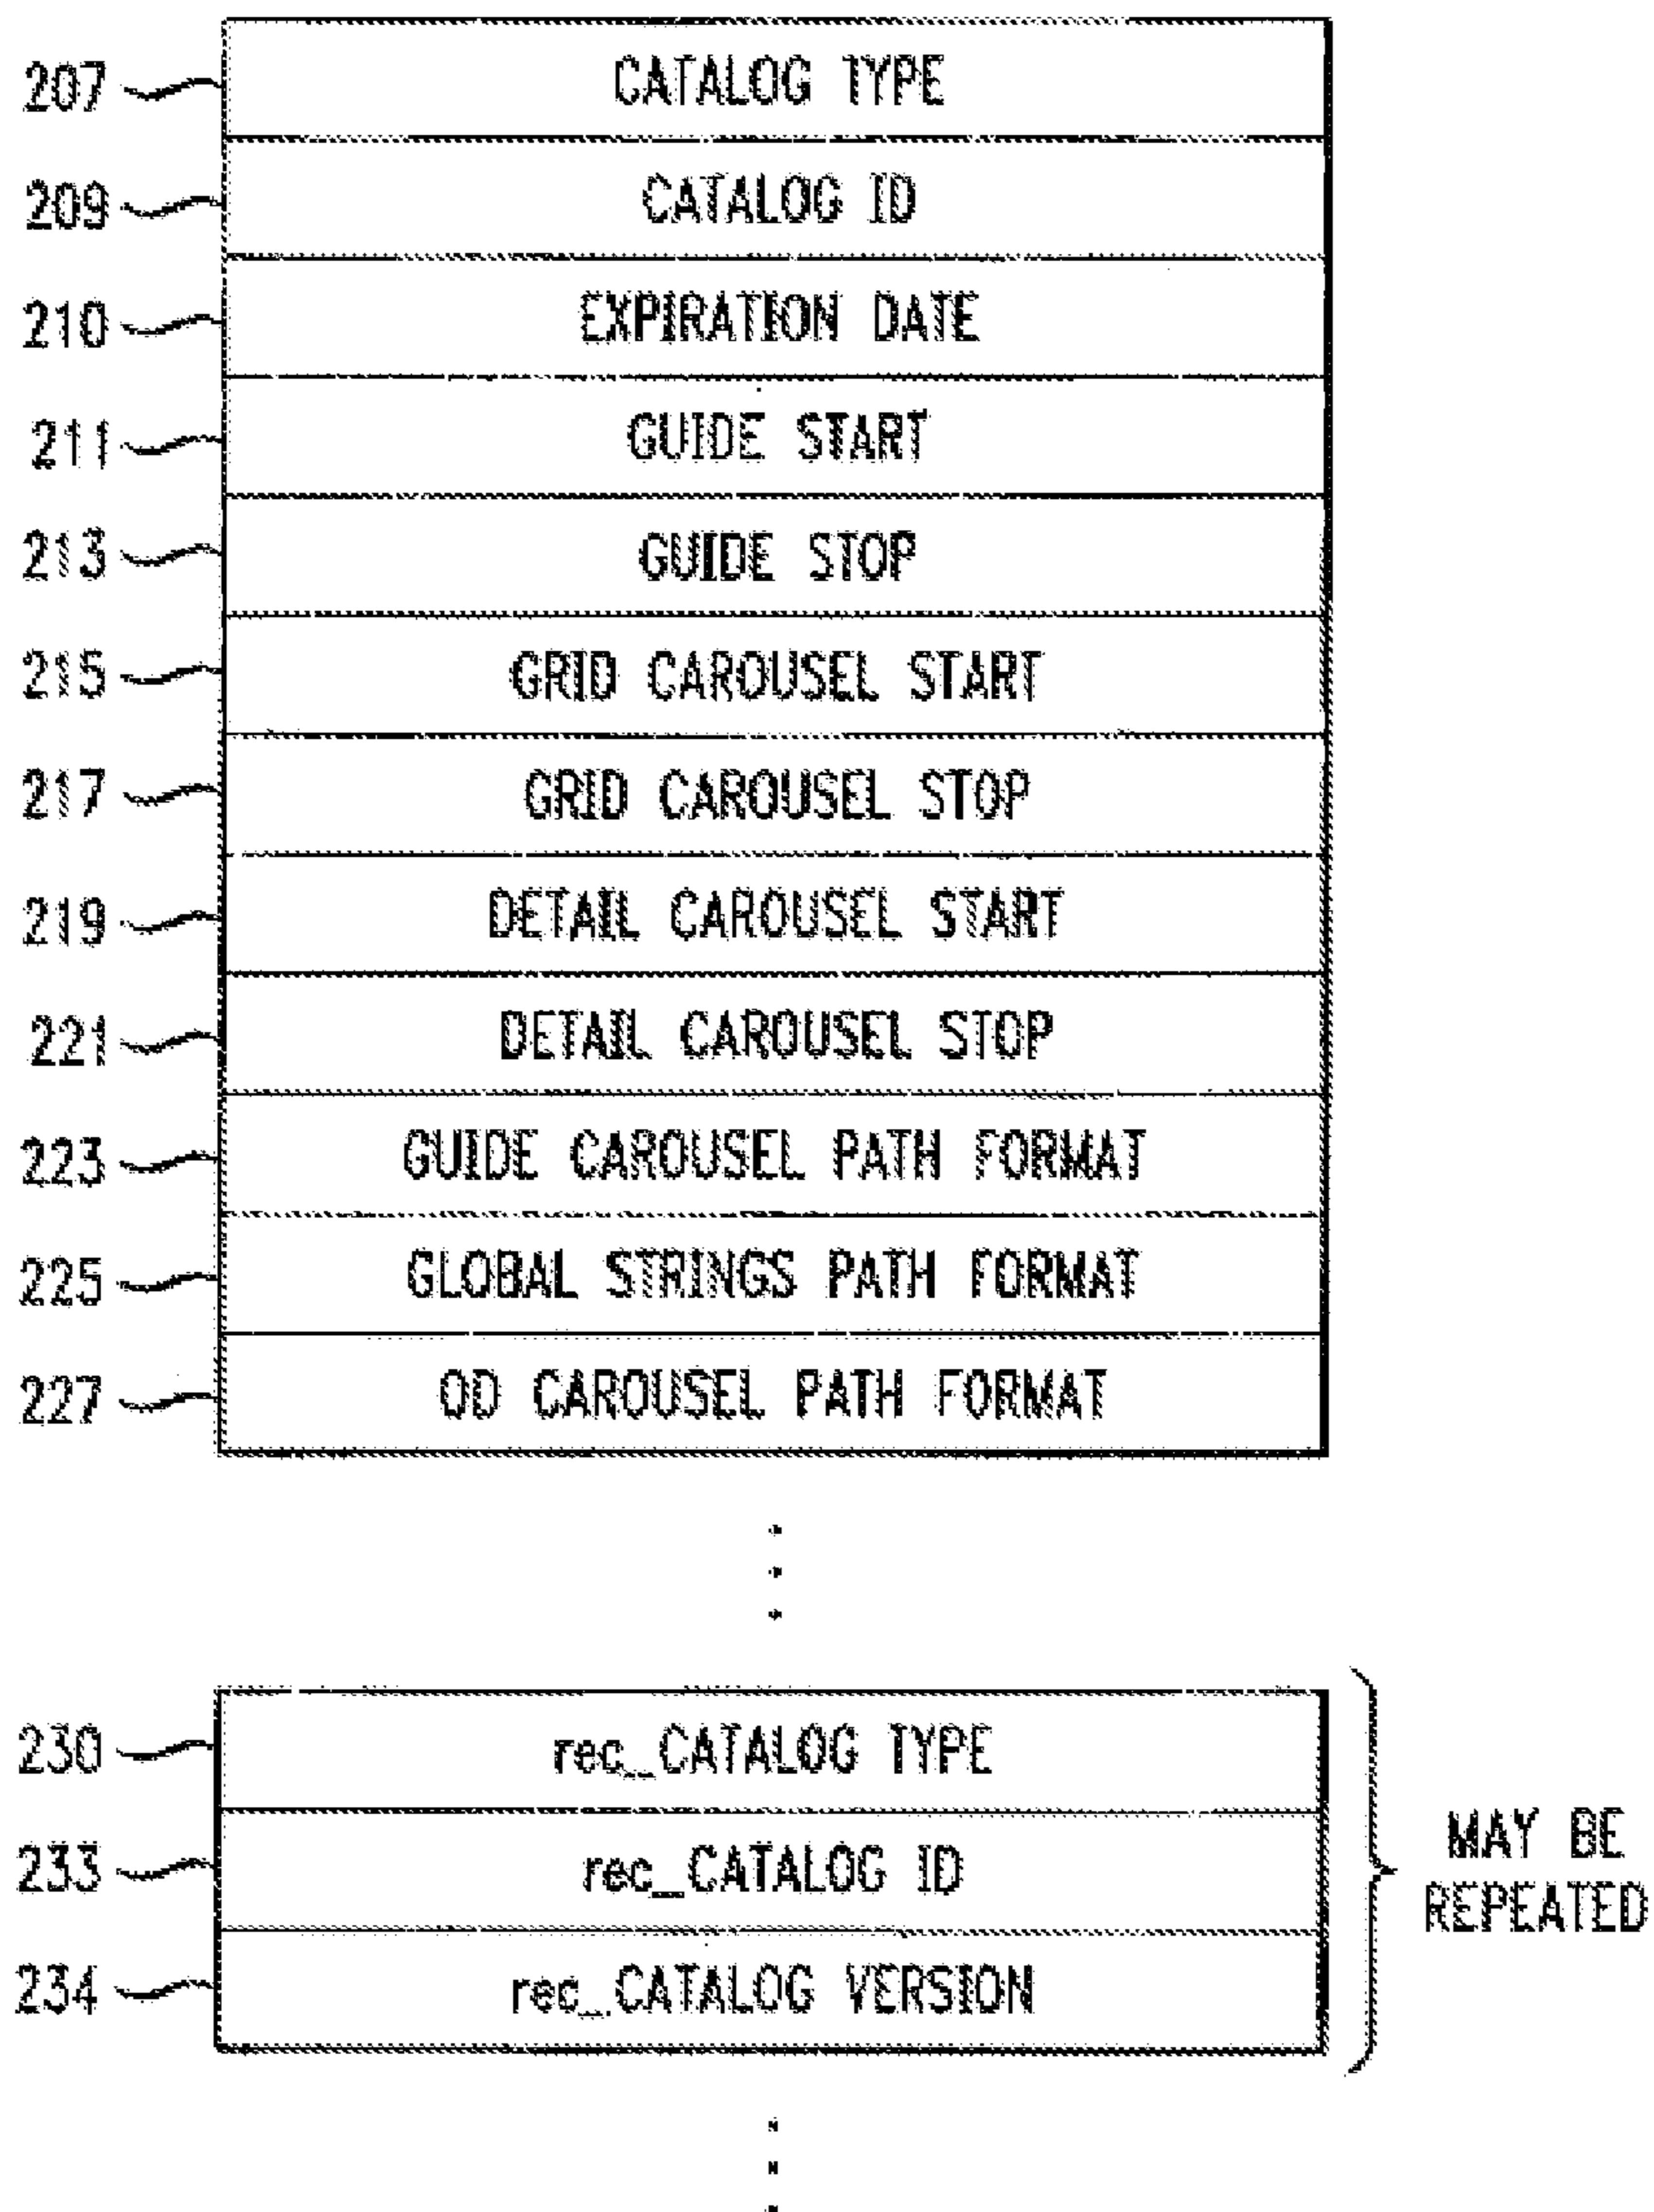 207 CATALOG TYPE
209 CATALOG ID
210 EXPIRATION DATE
211 GUIDE START
213 GUIDE STOP
215 GRID CAROUSEL START
217 GRID CAROUSEL STOP
219 DETAIL CAROUSEL START
221 DETAIL CAROUSEL STOP
223 GUIDE CAROUSEL PATH FORMAT
225 GLOBAL STRINGS PATH FORMAT
227 OD CAROUSEL PATH FORMAT
230 rec_CATALOG TYPE
233 rec_CATALOG ID
234 rec_CATALOG VERSION
MAY BE
REPEATED